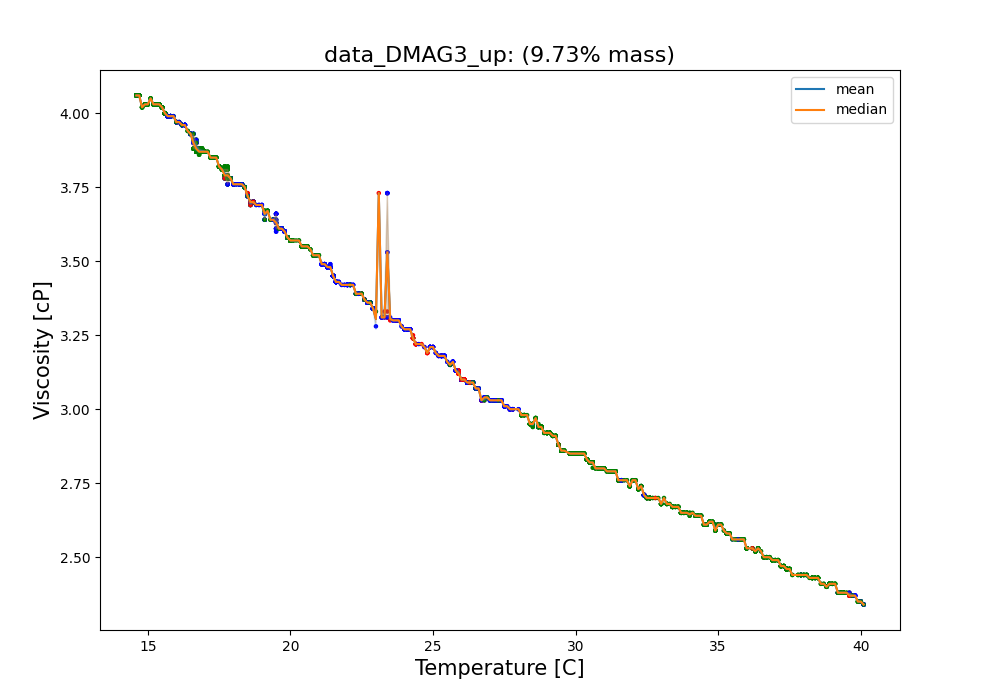 data_DMAG3_up: (9.73% mass)
mean
median
4.00
3.75
3.50
3.25
3.00
2.75
2.50
Viscosity [cP]
15 20 25 30 35 40
Temperature [C]